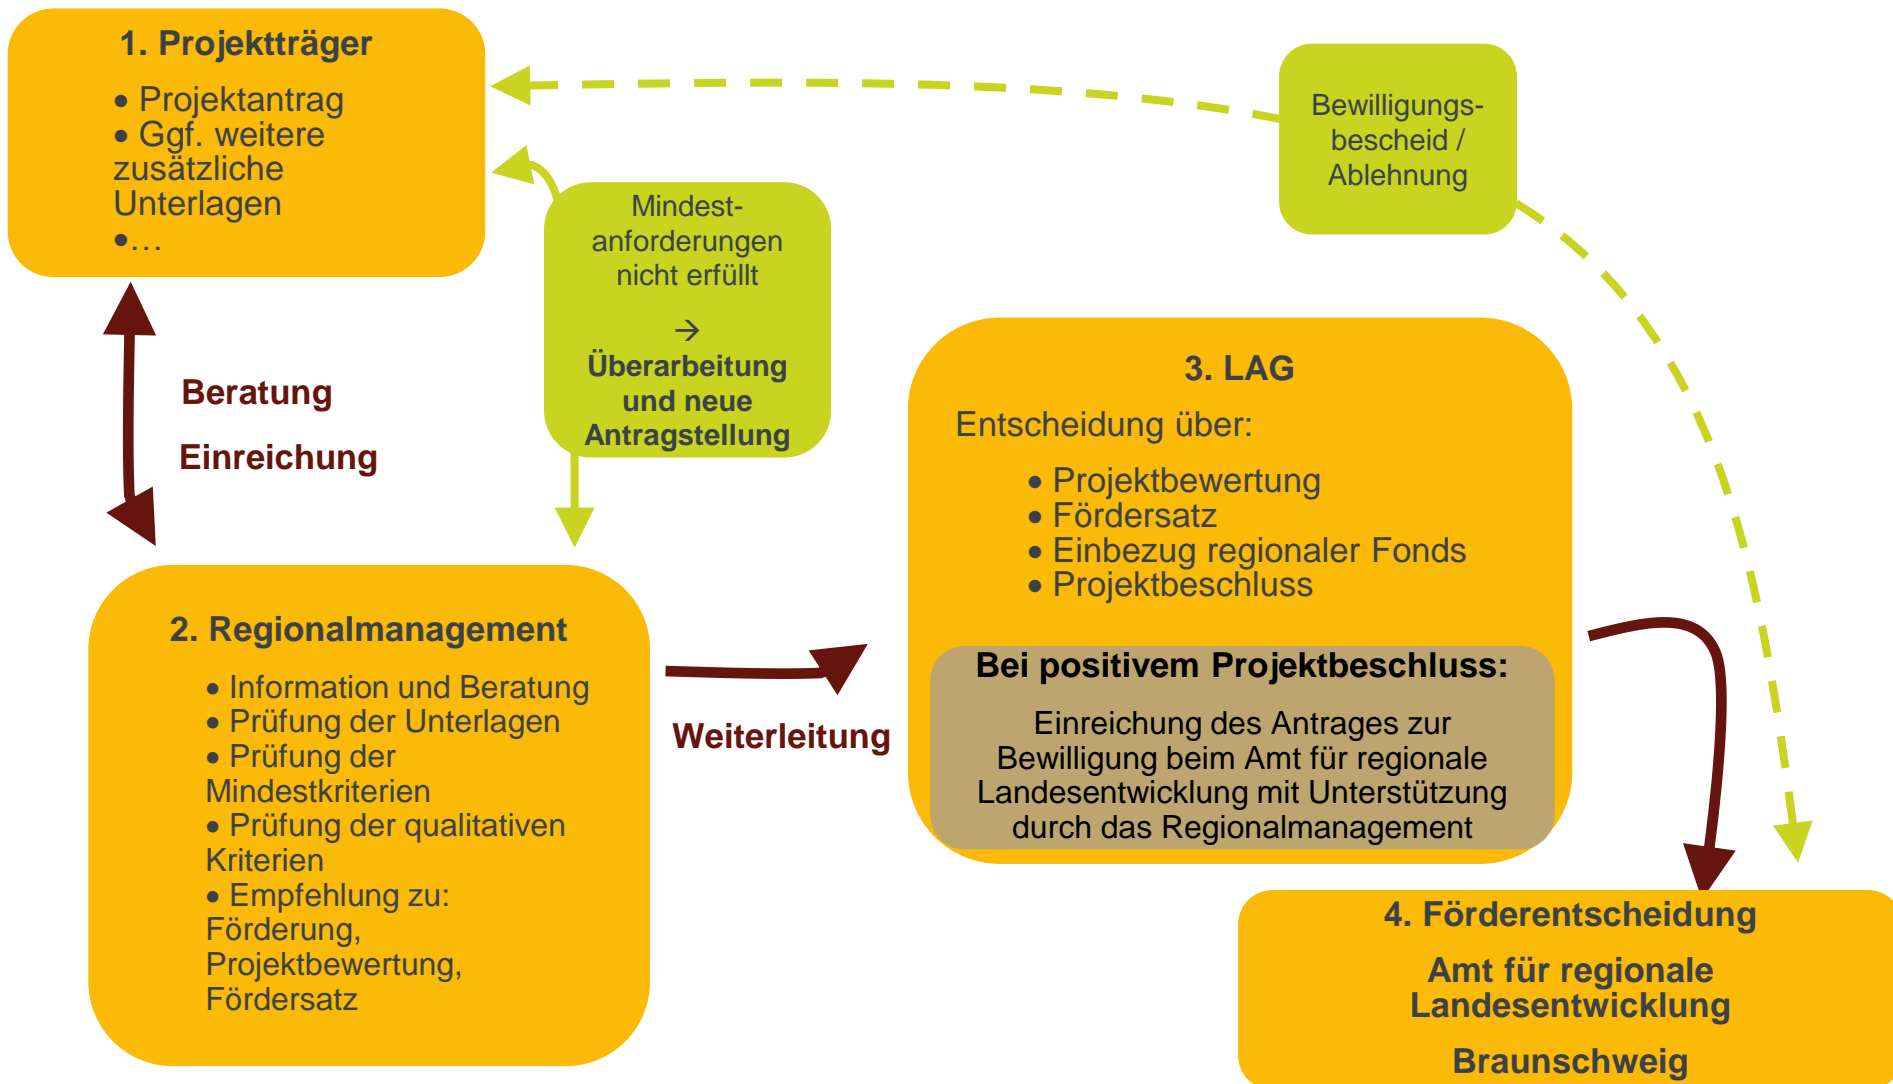 1. Projektträger
• Projektantrag
• Ggf. weitere
zusätzliche
Unterlagen
•…
Bewilligungs-
bescheid /
Ablehnung
Mindest-
anforderungen
nicht erfüllt
→
Überarbeitung
und neue
Antragstellung
Beratung
Einreichung
2. Regionalmanagement
• Information und Beratung
• Prüfung der Unterlagen
• Prüfung der
Mindestkriterien
• Prüfung der qualitativen
Kriterien
• Empfehlung zu:
Förderung,
Projektbewertung,
Fördersatz
Weiterleitung
3. LAG
Entscheidung über:
• Projektbewertung
• Fördersatz
• Einbezug regionaler Fonds
• Projektbeschluss
Bei positivem Projektbeschluss:
Einreichung des Antrages zur
Bewilligung beim Amt für regionale
Landesentwicklung mit Unterstützung
durch das Regionalmanagement
4. Förderentscheidung
Amt für regionale
Landesentwicklung
Braunschweig